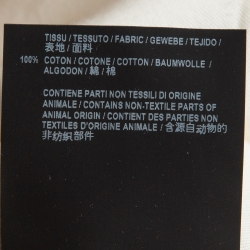 TISSU / TESSUTO / FABRIC / GEWEBE / TEJIDO /
表地 / 面料
100% COTON / COTONE / COTTON / BAUMWOLLE /
ALGODON / 綿 / 棉
CONTIENE PARTI NON TESSILI DI ORIGINE
ANIMALE / CONTAINS NON-TEXTILE PARTS OF
ANIMAL ORIGIN / CONTIENT DES PARTIES NON
TEXTILES D'ORIGINE ANIMALE / 含源自动物的
非纺织部件